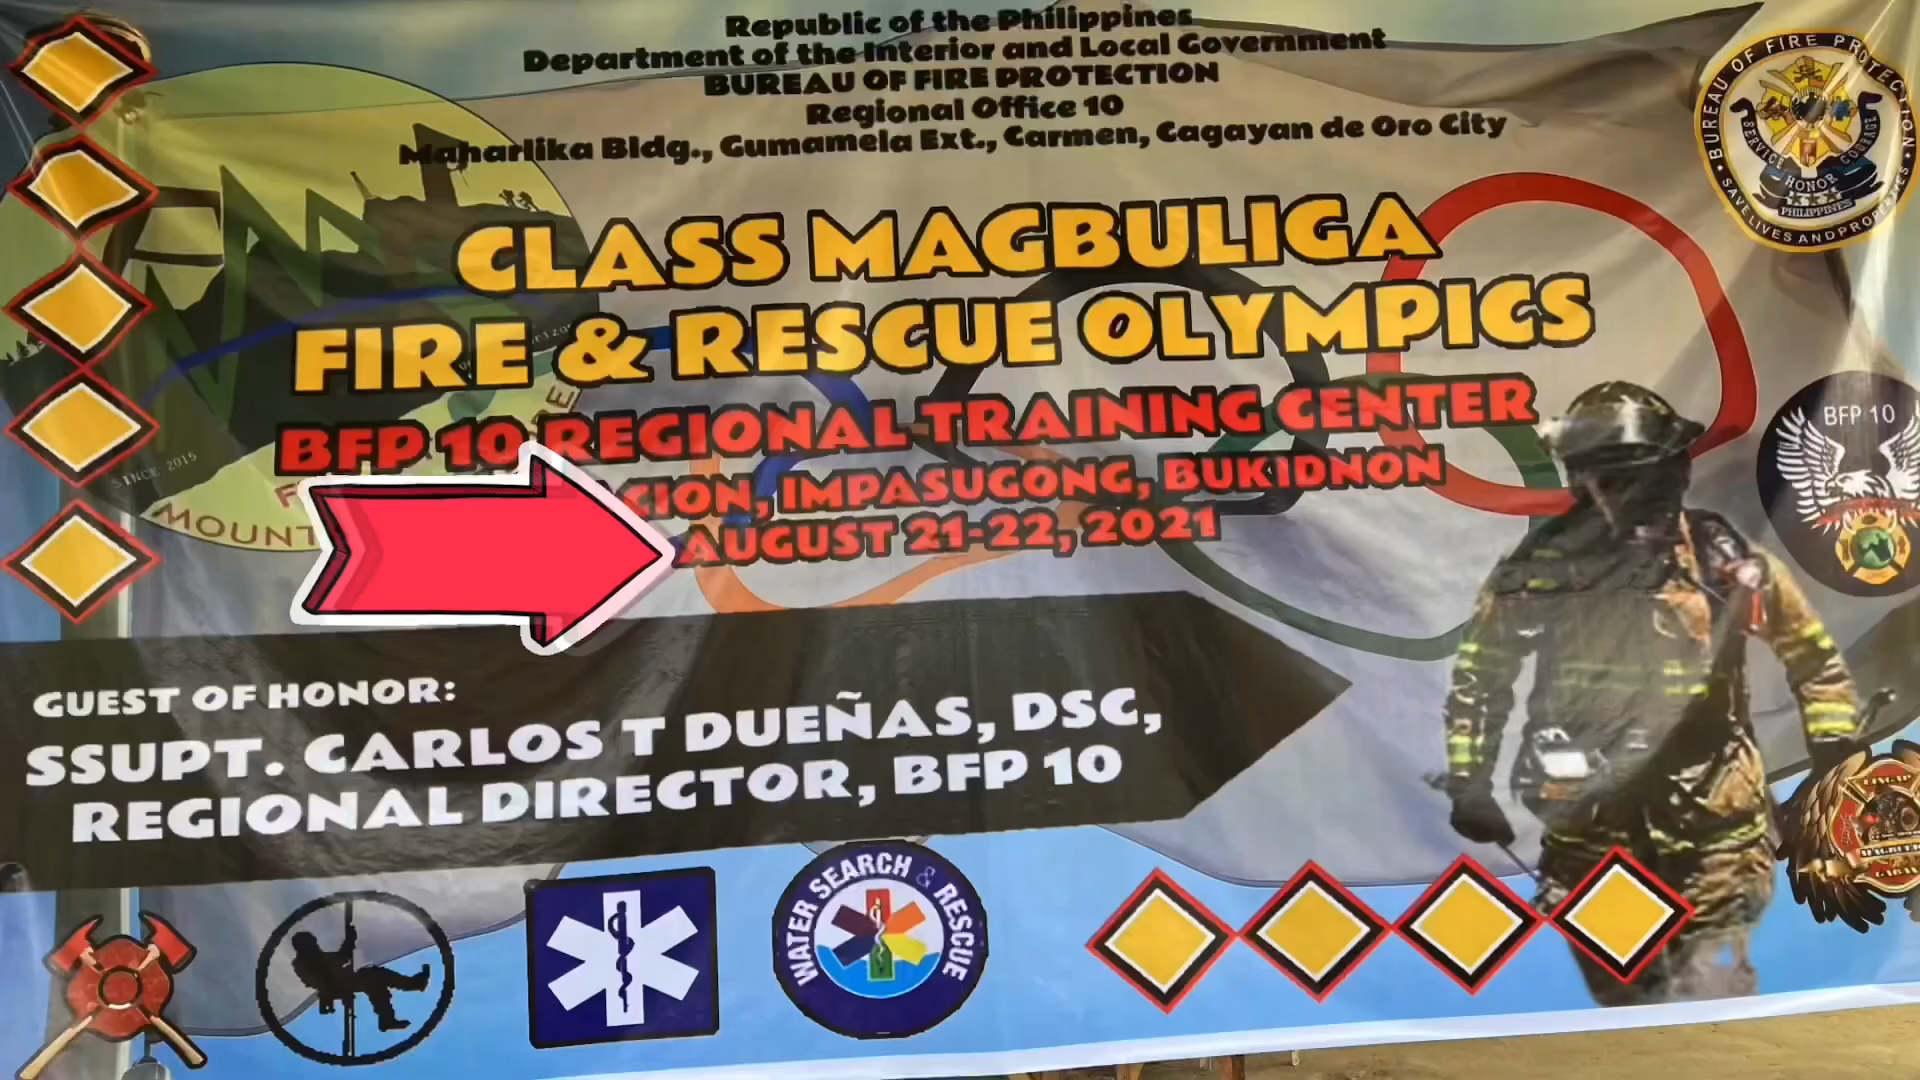 Republic of the Philippines
Department of the Interior and Local Government
BUREAU OF FIRE PROTECTION
Regional Office 10
Maharlika Bldg., Gumamela Ext., Carmen, Cagayan de Oro City
BUREAU OF FIRE PROTECTION
SERVICE HONOR COURAGE
PHILIPPINES
SAVE LIVES AND PROPERTIES
CLASS MAGBULIGA
FIRE & RESCUE OLYMPICS
BFP 10 REGIONAL TRAINING CENTER
CION, IMPASUGONG, BUKIDNON
AUGUST 21-22, 2021
SINCE 2015
MOUNT
BFP 10
GUEST OF HONOR:
SSUPT. CARLOS T DUEÑAS, DSC,
REGIONAL DIRECTOR, BFP 10
WATER SEARCH & RESCUE